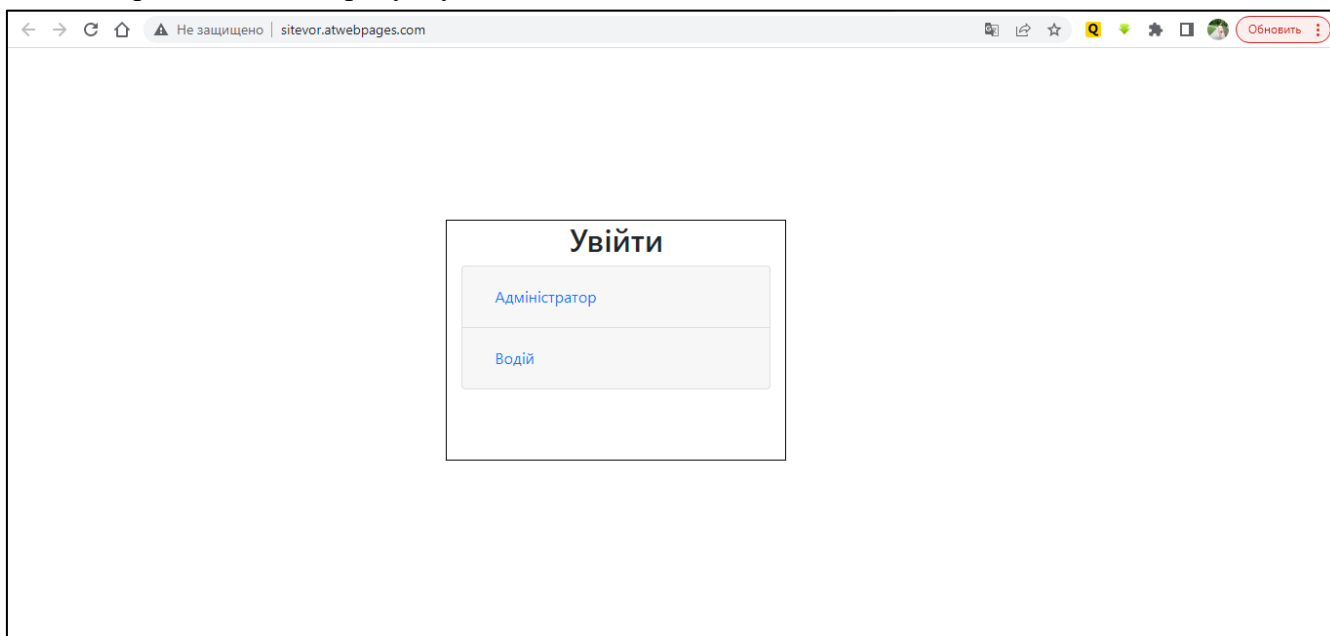 Не защищено | sitevor.atwebpages.com
Q
Обновить
Увійти
Адміністратор
Водій